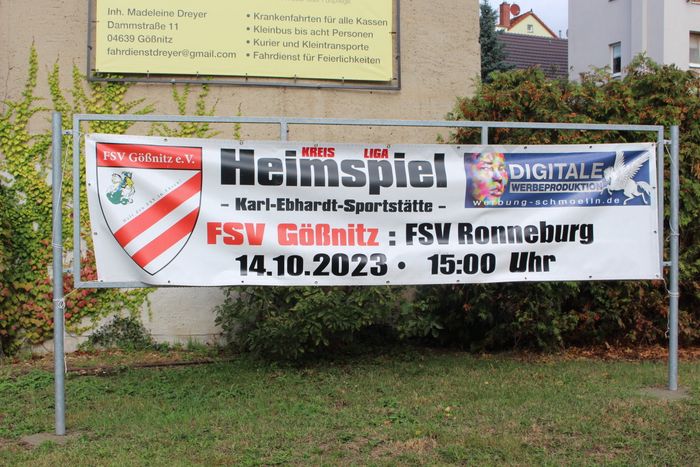 Inh. Madeleine Dreyer
Dammstraße 11
04639 Gößnitz
fahrdienstdreyer@gmail.com
• Krankenfahrten für alle Kassen
• Kleinbus bis acht Personen
• Kurier und Kleintransporte
• Fahrdienst für Feierlichkeiten
FSV Gößnitz e.V.
KREIS LIGA
Heimspiel
- Karl-Ebhardt-Sportstätte -
FSV Gößnitz : FSV Ronneburg
14.10.2023 • 15:00 Uhr
DIGITALE
WERBEPRODUKTION
werbung-schmoelln.de